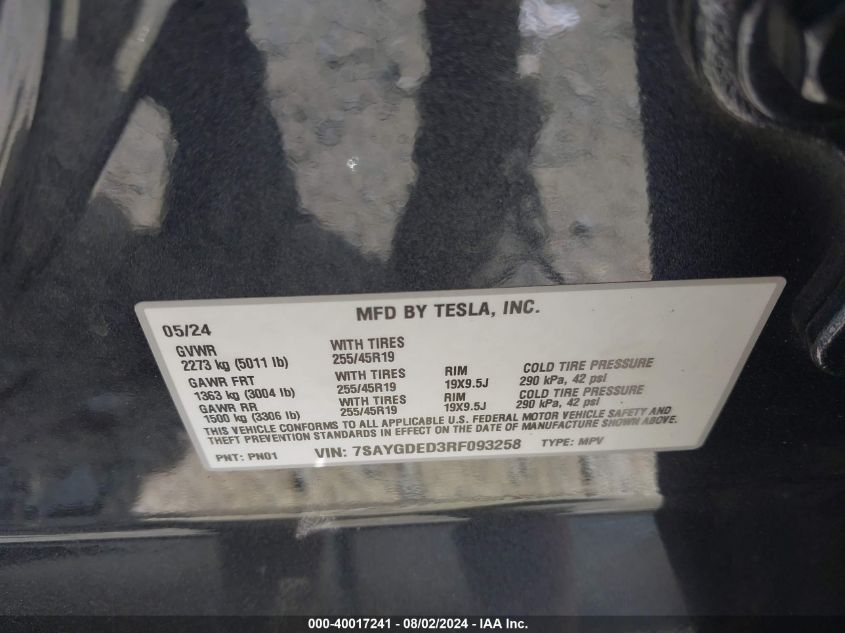 MFD BY TESLA, INC.
05/24
GVWR WITH TIRES
2273 kg (5011 lb) 255/45R19
GAWR FRT WITH TIRES RIM COLD TIRE PRESSURE
1363 kg (3004 lb) 255/45R19 19X9.5J 290 kPa, 42 psi
GAWR RR WITH TIRES RIM COLD TIRE PRESSURE
1500 kg (3306 lb) 255/45R19 19X9.5J 290 kPa, 42 psi
THIS VEHICLE CONFORMS TO ALL APPLICABLE U.S. FEDERAL MOTOR VEHICLE SAFETY AND
THEFT PREVENTION STANDARDS IN EFFECT ON THE DATE OF MANUFACTURE SHOWN ABOVE.
PNT: PN01 VIN: 7SAYGDED3RF093258 TYPE: MPV
000-40017241 - 08/02/2024 - IAA Inc.